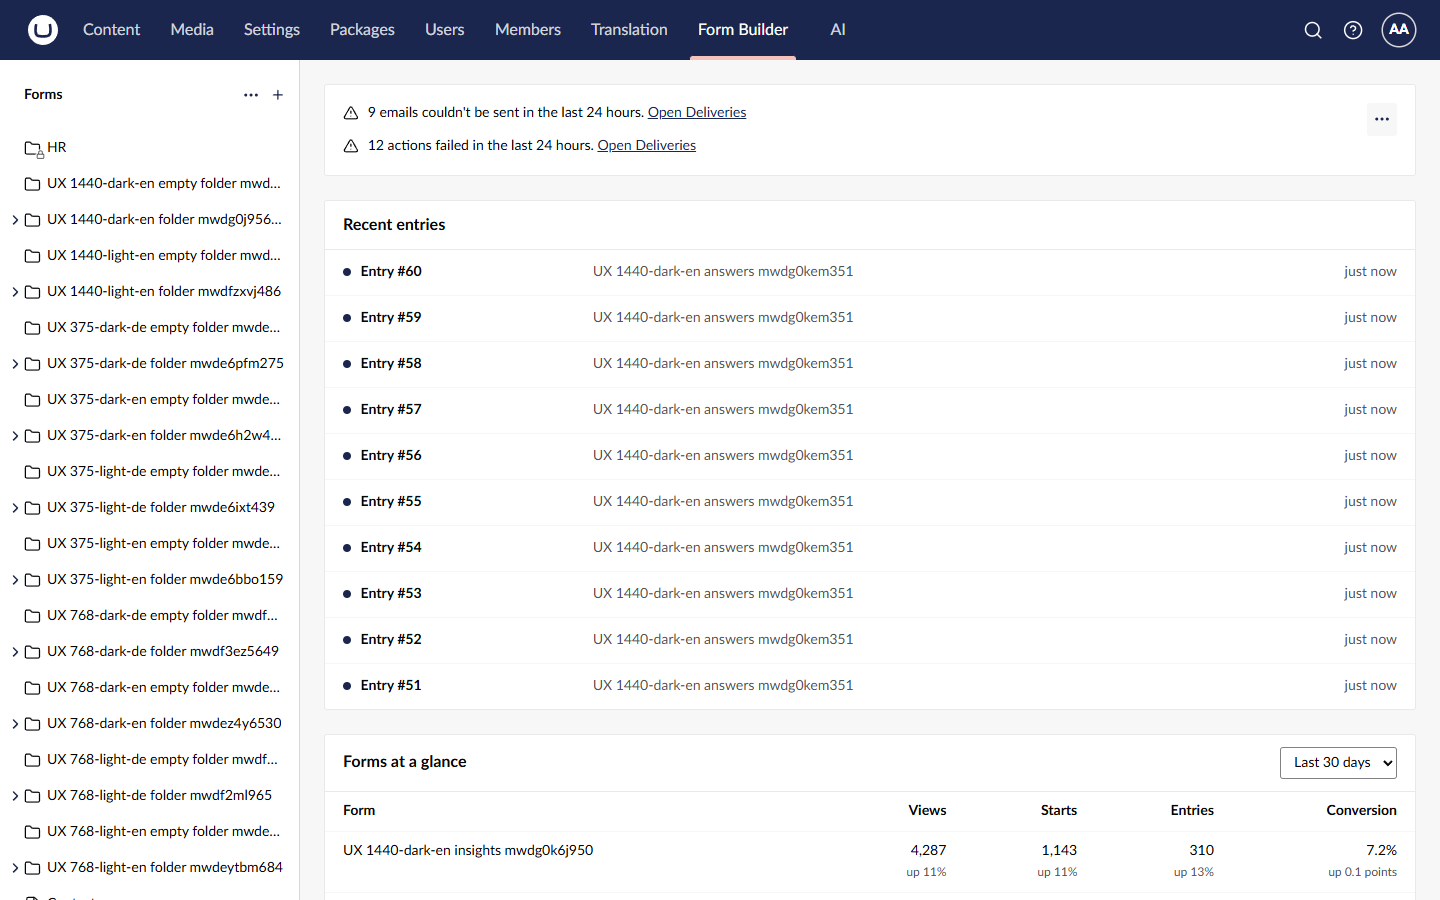 Content
Media
Settings
Packages
Users
Members
Translation
Form Builder
AI
AA
Forms
HR
UX 1440-dark-en empty folder mwd...
UX 1440-dark-en folder mwdg0j956...
UX 1440-light-en empty folder mwd...
UX 1440-light-en folder mwdfzxvj486
UX 375-dark-de empty folder mwde...
UX 375-dark-de folder mwde6pfm275
UX 375-dark-en empty folder mwde...
UX 375-dark-en folder mwde6h2w4...
UX 375-light-de empty folder mwde...
UX 375-light-de folder mwde6ixt439
UX 375-light-en empty folder mwde...
UX 375-light-en folder mwde6bbo159
UX 768-dark-de empty folder mwdf...
UX 768-dark-de folder mwdf3ez5649
UX 768-dark-en empty folder mwde...
UX 768-dark-en folder mwdez4y6530
UX 768-light-de empty folder mwdf...
UX 768-light-de folder mwdf2ml965
UX 768-light-en empty folder mwde...
UX 768-light-en folder mwdeytbm684
9 emails couldn't be sent in the last 24 hours. Open Deliveries
12 actions failed in the last 24 hours. Open Deliveries
Recent entries
Entry #60 UX 1440-dark-en answers mwdg0kem351 just now
Entry #59 UX 1440-dark-en answers mwdg0kem351 just now
Entry #58 UX 1440-dark-en answers mwdg0kem351 just now
Entry #57 UX 1440-dark-en answers mwdg0kem351 just now
Entry #56 UX 1440-dark-en answers mwdg0kem351 just now
Entry #55 UX 1440-dark-en answers mwdg0kem351 just now
Entry #54 UX 1440-dark-en answers mwdg0kem351 just now
Entry #53 UX 1440-dark-en answers mwdg0kem351 just now
Entry #52 UX 1440-dark-en answers mwdg0kem351 just now
Entry #51 UX 1440-dark-en answers mwdg0kem351 just now
Forms at a glance
Last 30 days
Form Views Starts Entries Conversion
UX 1440-dark-en insights mwdg0k6j950 4,287 1,143 310 7.2%
up 11% up 11% up 13% up 0.1 points